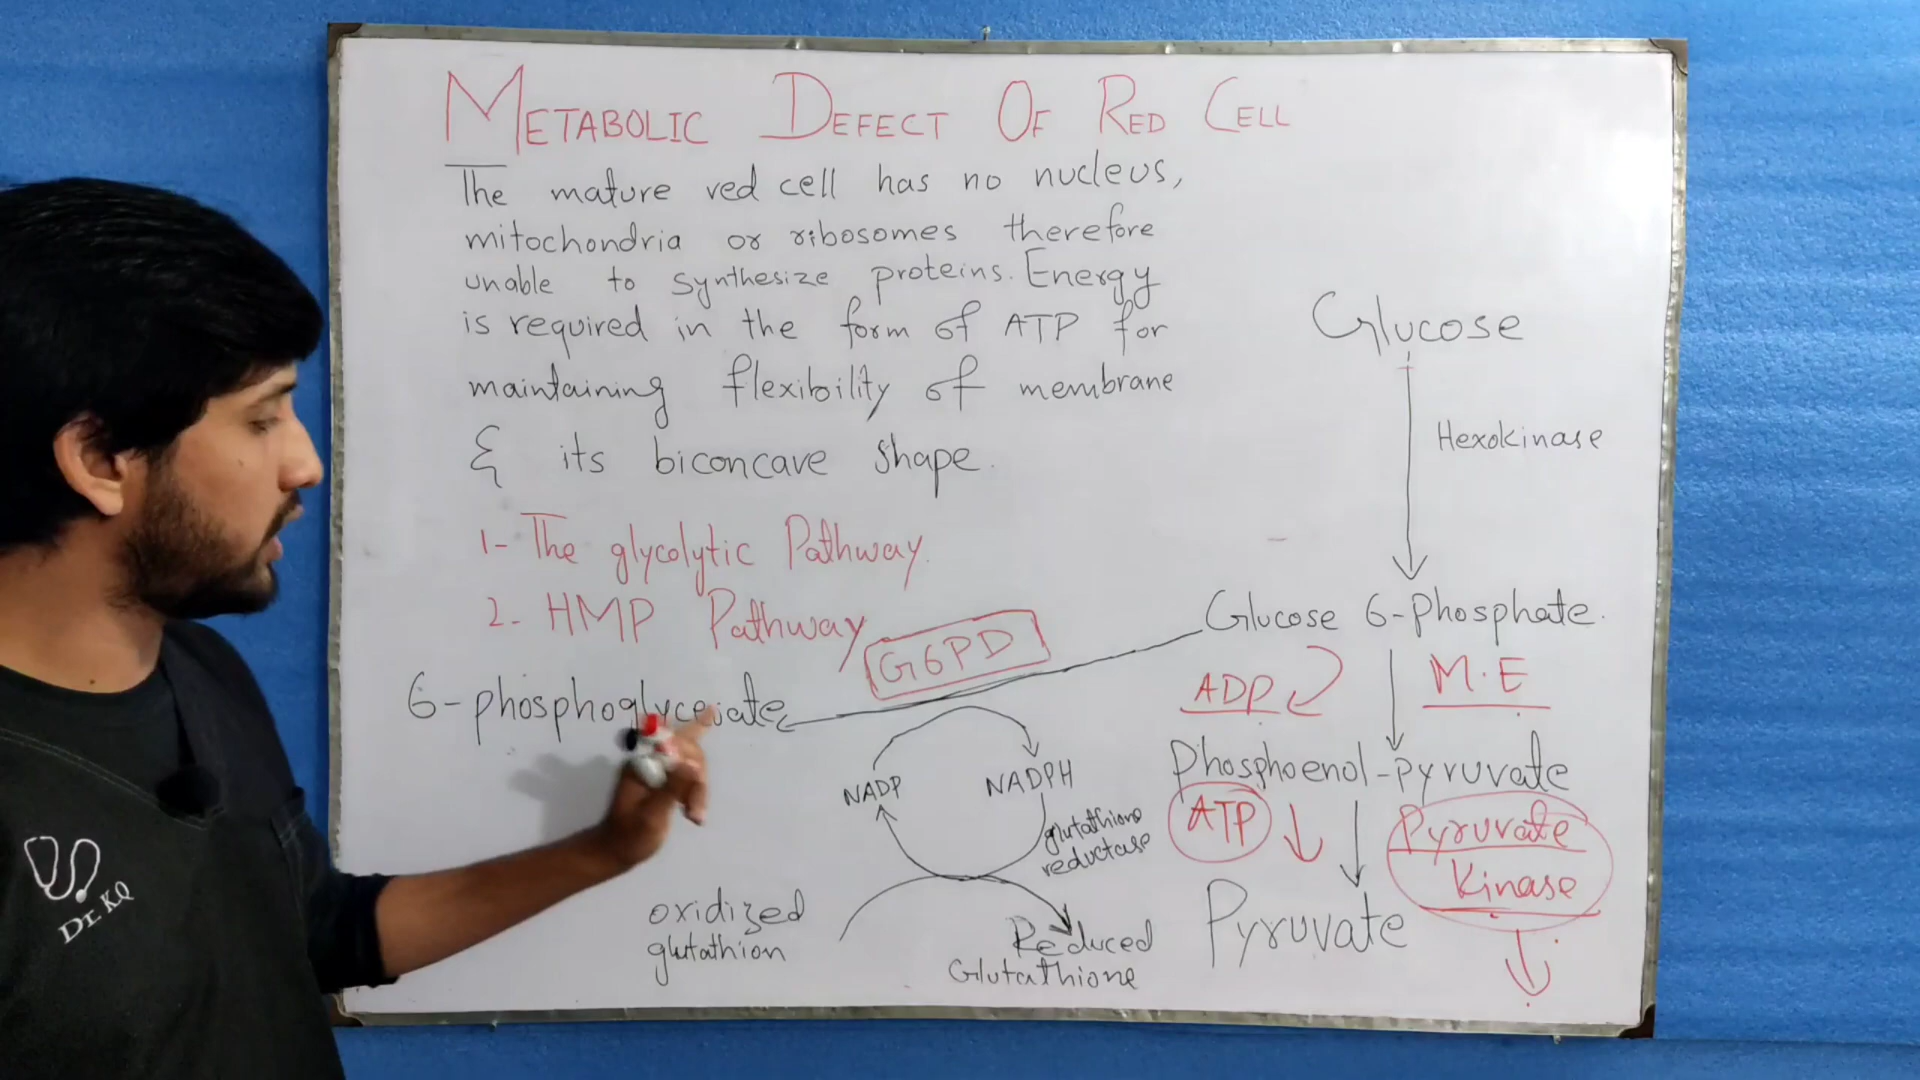 METABOLIC DEFECT OF RED CELL
The mature red cell has no nucleus,
mitochondria or ribosomes therefore
unable to synthesize proteins. Energy
is required in the form of ATP for
maintaining flexibility of membrane
& its biconcave shape.
1- The glycolytic Pathway.
2- HMP Pathway
G6PD
6-phosphoglycerate
NADP
NADPH
glutathione
reductase
oxidized
glutathion
Reduced
Glutathione
Glucose
Hexokinase
Glucose 6-Phosphate.
ADP
M.E
Phosphoenol-pyruvate
ATP
Pyruvate
Kinase
Pyruvate
Dr. KQ